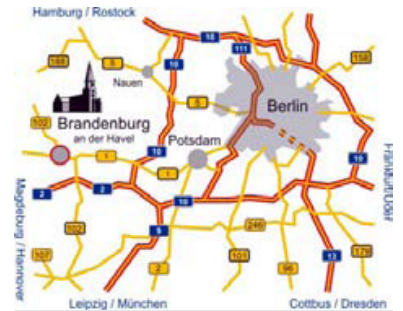 Hamburg / Rostock
10
111
188
5
10
158
Nauen
5
Berlin
102
Brandenburg
an der Havel
Potsdam
10
1
1
10
2
2
10
Frankfurt/Oder
Magdeburg / Hannover
102
9
246
107
2
101
96
13
179
Leipzig / München
Cottbus / Dresden